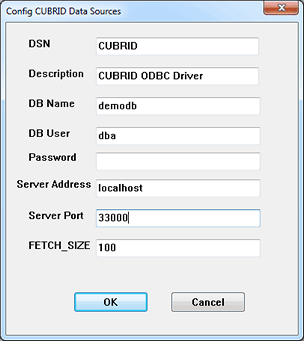 Config CUBRID Data Sources
DSN CUBRID
Description CUBRID ODBC Driver
DB Name demodb
DB User dba
Password
Server Address localhost
Server Port 33000
FETCH_SIZE 100
OK Cancel